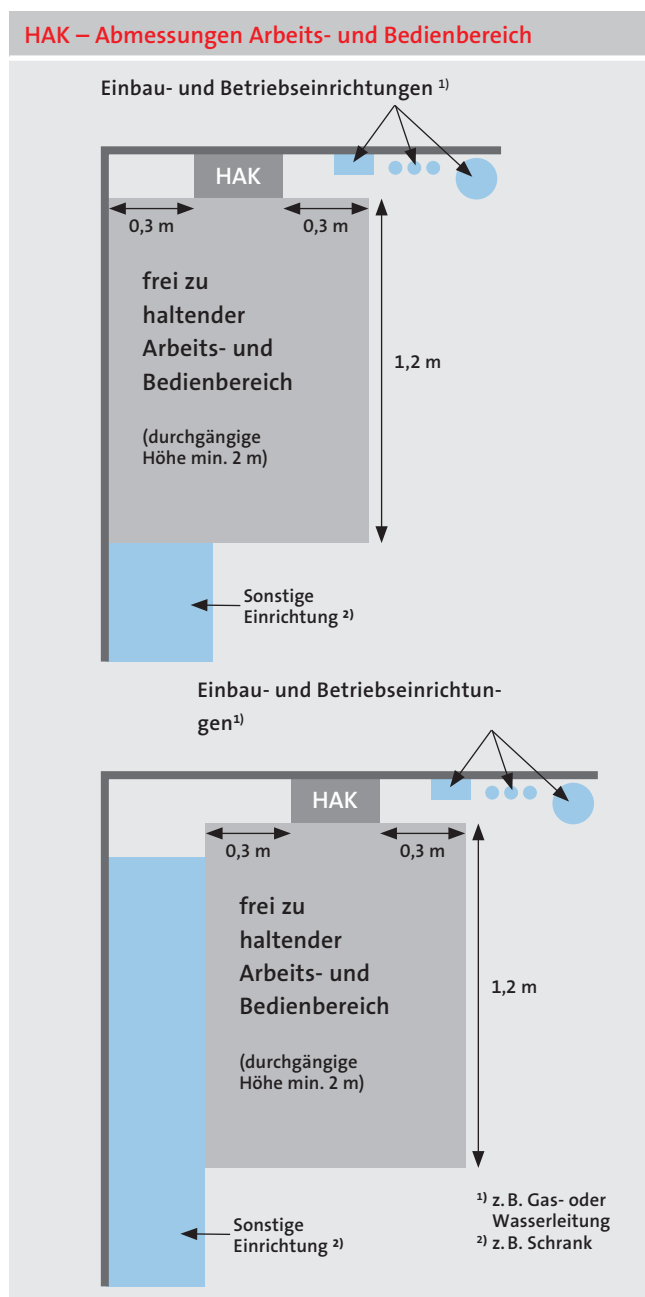 HAK – Abmessungen Arbeits- und Bedienbereich
Einbau- und Betriebseinrichtungen ¹⁾
HAK
0,3 m
0,3 m
frei zu
haltender
Arbeits- und
Bedienbereich
(durchgängige
Höhe min. 2 m)
1,2 m
Sonstige
Einrichtung ²⁾
Einbau- und Betriebseinrichtun-
gen¹⁾
HAK
0,3 m
0,3 m
frei zu
haltender
Arbeits- und
Bedienbereich
(durchgängige
Höhe min. 2 m)
1,2 m
Sonstige
Einrichtung ²⁾
¹⁾ z. B. Gas- oder
Wasserleitung
²⁾ z. B. Schrank